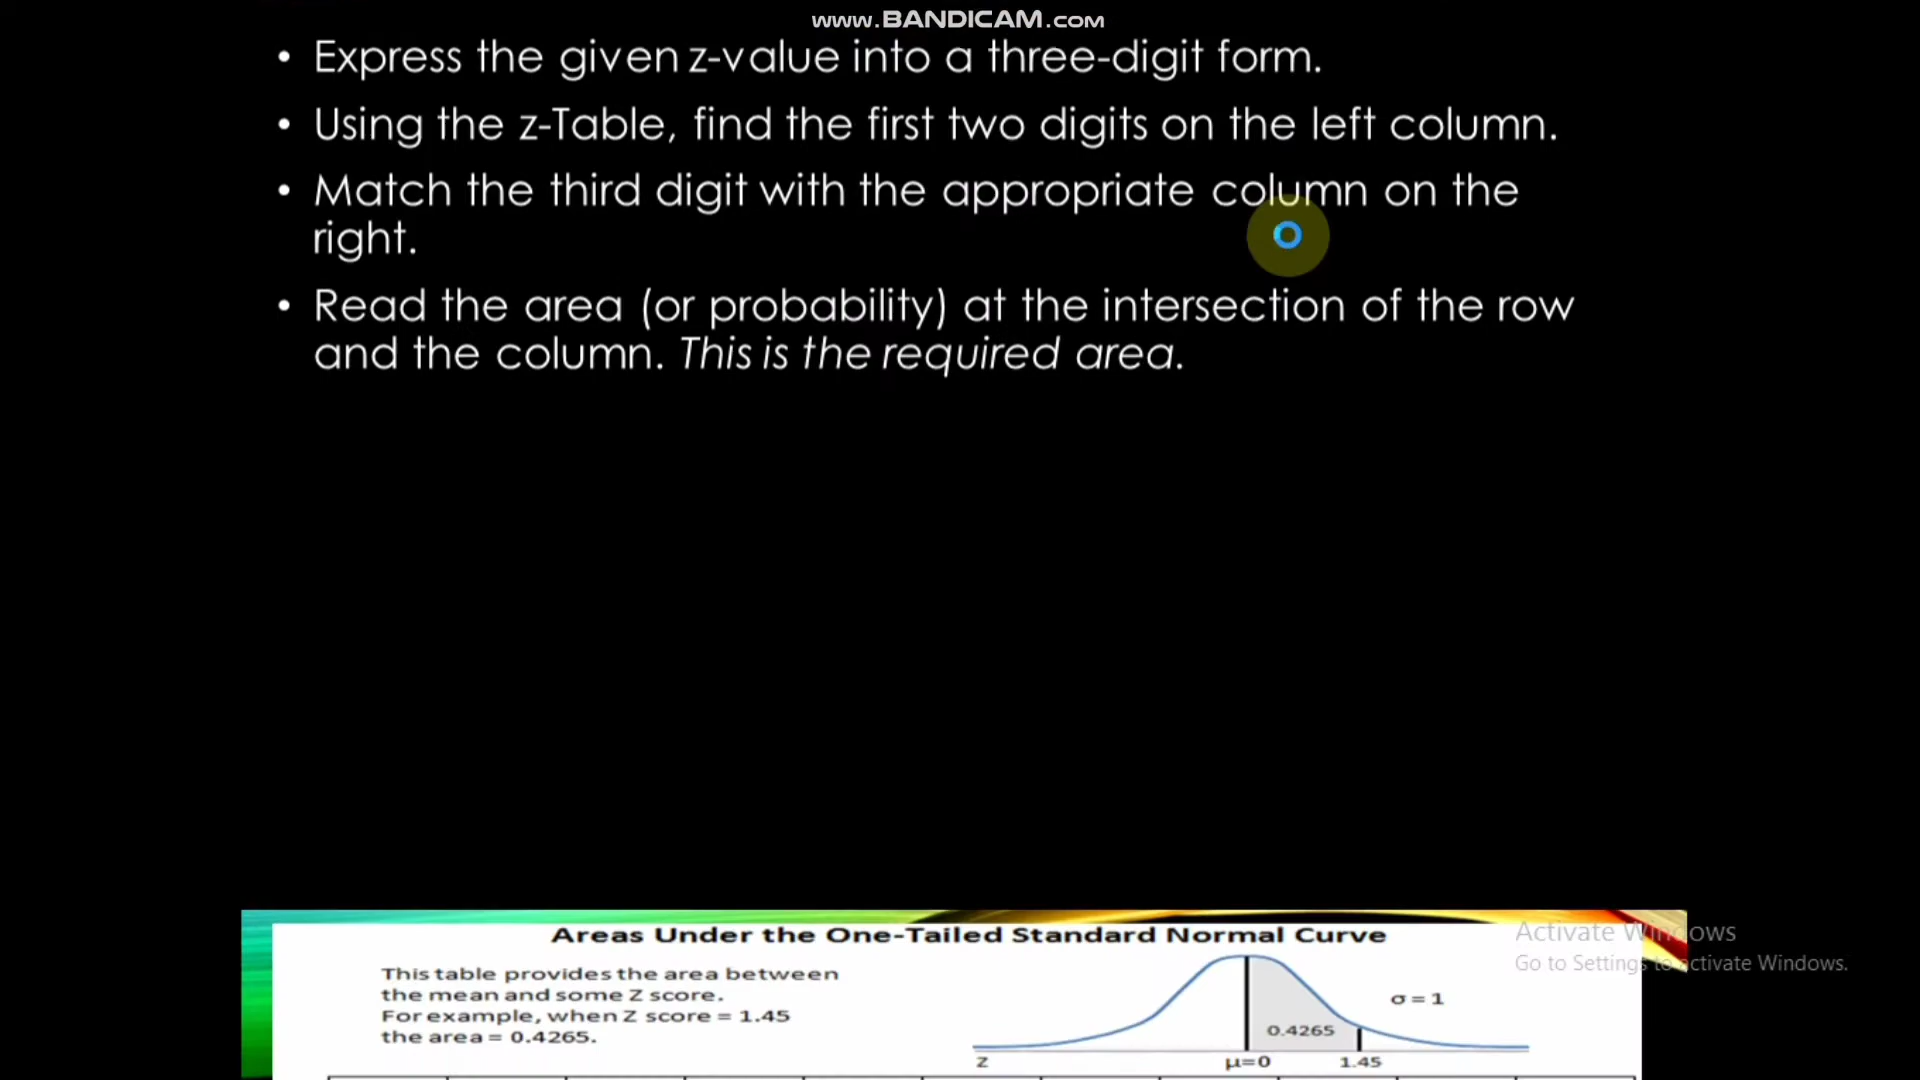 www.BANDICAM.com
• Express the given z-value into a three-digit form.
• Using the z-Table, find the first two digits on the left column.
• Match the third digit with the appropriate column on the
right.
• Read the area (or probability) at the intersection of the row
and the column. This is the required area.
Areas Under the One-Tailed Standard Normal Curve
This table provides the area between
the mean and some Z score.
For example, when Z score = 1.45
the area = 0.4265.
σ = 1
0.4265
Z
μ=0
1.45
Activate Windows
Go to Settings to activate Windows.